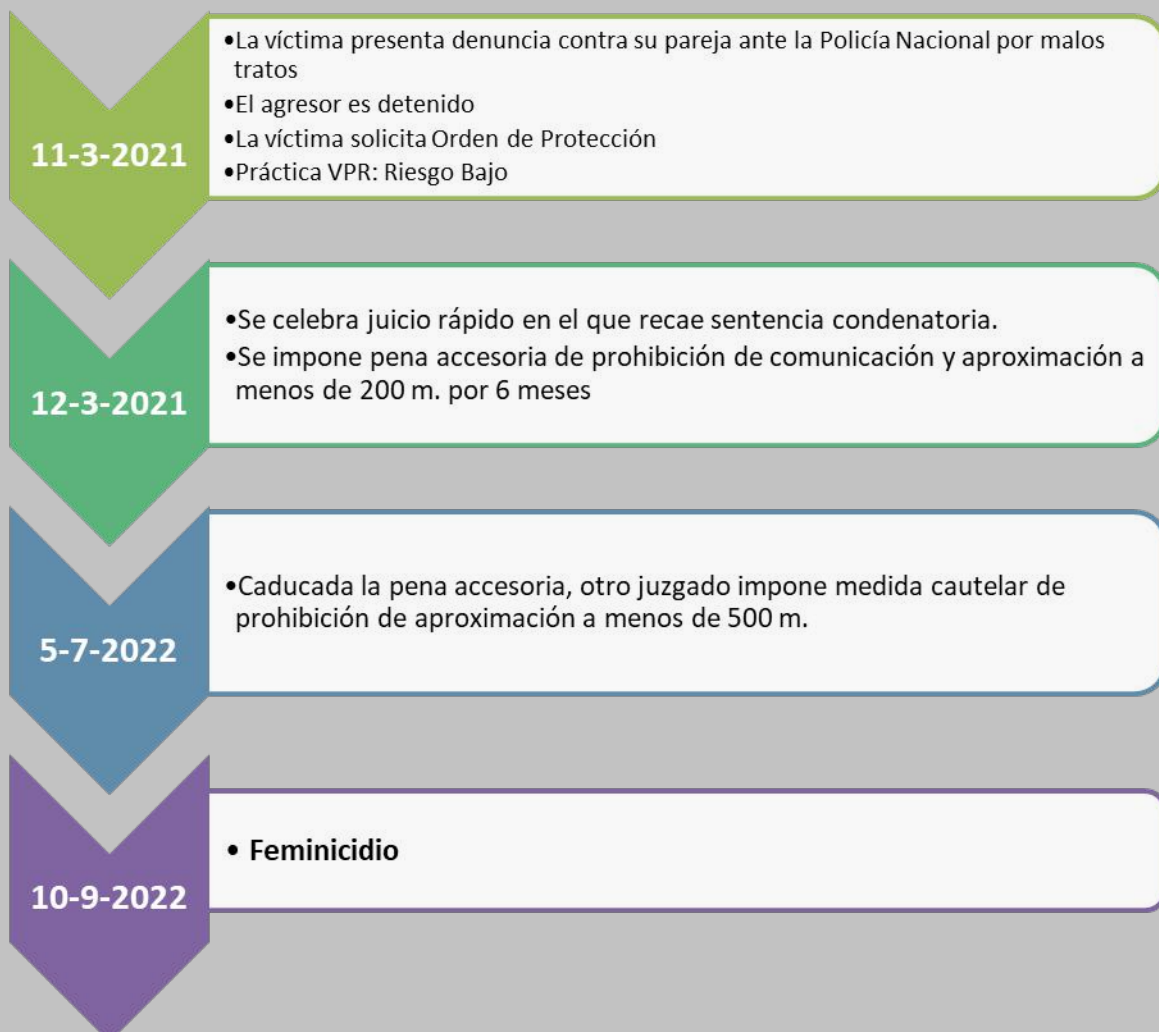 11-3-2021
•La víctima presenta denuncia contra su pareja ante la Policía Nacional por malos
tratos
•El agresor es detenido
•La víctima solicita Orden de Protección
•Práctica VPR: Riesgo Bajo
12-3-2021
•Se celebra juicio rápido en el que recae sentencia condenatoria.
•Se impone pena accesoria de prohibición de comunicación y aproximación a
menos de 200 m. por 6 meses
5-7-2022
•Caducada la pena accesoria, otro juzgado impone medida cautelar de
prohibición de aproximación a menos de 500 m.
10-9-2022
• Feminicidio